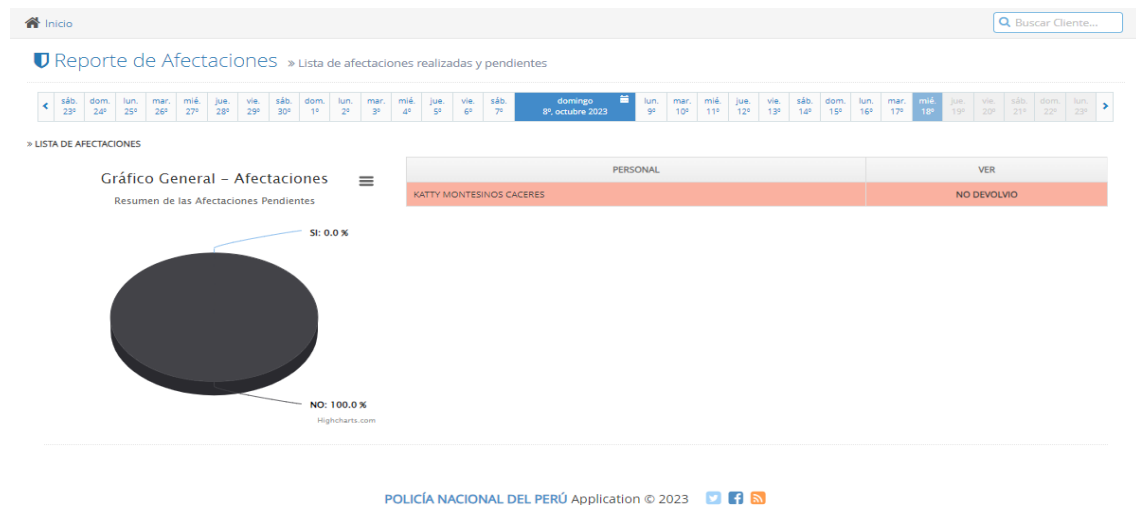 Inicio
Buscar Cliente...
Reporte de Afectaciones » Lista de afectaciones realizadas y pendientes
sáb. dom. lun. mar. mié. jue. vie. sáb. dom. lun. mar. mié. jue. vie. sáb. domingo lun. mar. mié. jue. vie. sáb. dom. lun. mar. mié. jue. vie. sáb. dom. lun.
23º 24º 25º 26º 27º 28º 29º 30º 1º 2º 3º 4º 5º 6º 7º 8º, octubre 2023 9º 10º 11º 12º 13º 14º 15º 16º 17º 18º 19º 20º 21º 22º 23º
» LISTA DE AFECTACIONES
Gráfico General – Afectaciones
Resumen de las Afectaciones Pendientes
SI: 0.0 %
NO: 100.0 %
Highcharts.com
PERSONAL VER
KATTY MONTESINOS CACERES NO DEVOLVIO
POLICÍA NACIONAL DEL PERÚ Application © 2023